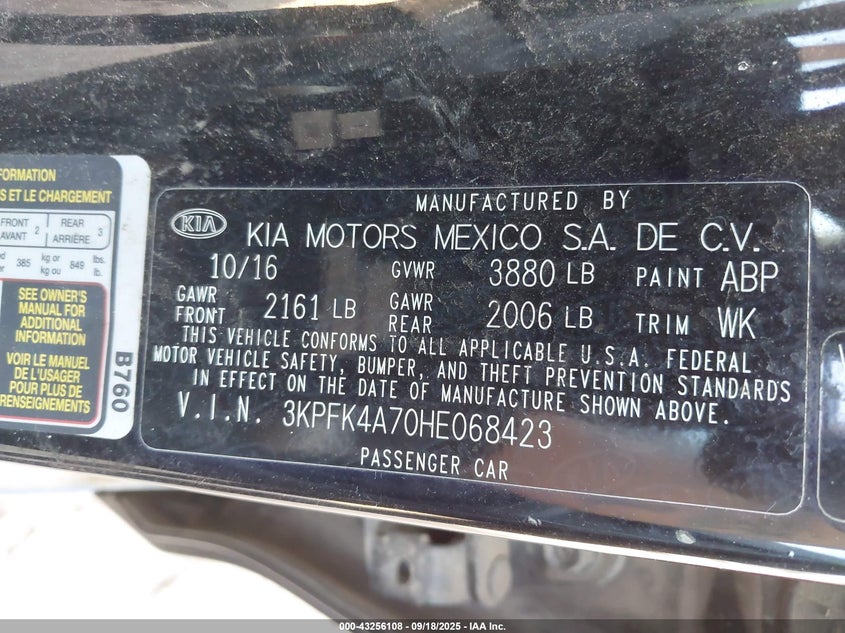 FORMATION
S ET LE CHARGEMENT
FRONT 2 REAR 3
AVANT ARRIÈRE
385 kg or 849 lbs.
kg ou lb.
SEE OWNER'S
MANUAL FOR
ADDITIONAL
INFORMATION
VOIR LE MANUEL
DE L'USAGER
POUR PLUS DE
RENSEIGNEMENTS
B760
MANUFACTURED BY
KIA KIA MOTORS MEXICO S.A. DE C.V.
10/16 GVWR 3880 LB PAINT ABP
GAWR FRONT 2161 LB GAWR REAR 2006 LB TRIM WK
THIS VEHICLE CONFORMS TO ALL APPLICABLE U.S.A. FEDERAL
MOTOR VEHICLE SAFETY, BUMPER, AND THEFT PREVENTION STANDARDS
IN EFFECT ON THE DATE OF MANUFACTURE SHOWN ABOVE.
V.I.N. 3KPFK4A70HE068423
PASSENGER CAR
000-43256108 - 09/18/2025 - IAA Inc.